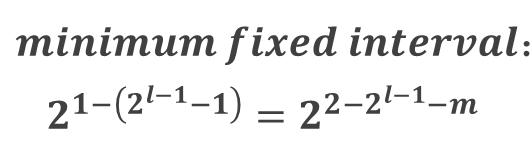 minimum fixed interval:
2^{1-(2^{l-1}-1)} = 2^{2-2^{l-1}-m}